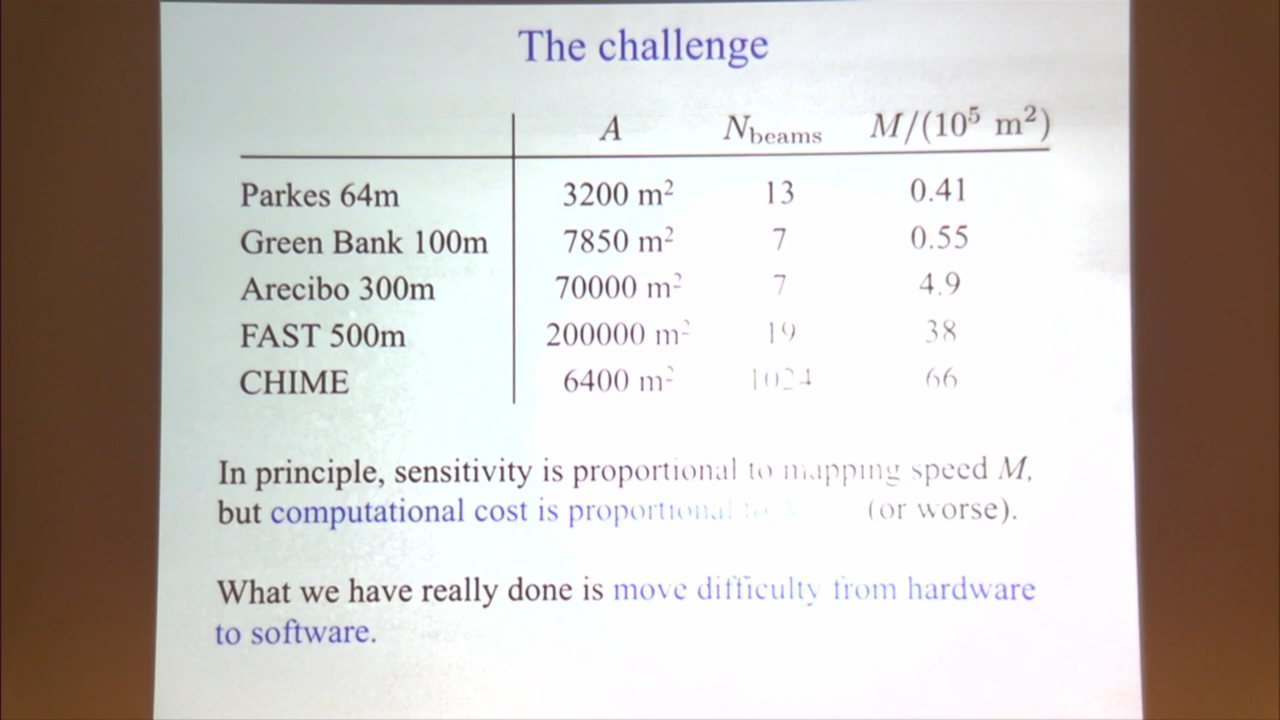 The challenge
A N_beams M/(10⁵ m²)
Parkes 64m 3200 m² 13 0.41
Green Bank 100m 7850 m² 7 0.55
Arecibo 300m 70000 m² 7 4.9
FAST 500m 200000 m² 19 38
CHIME 6400 m² 1024 66
In principle, sensitivity is proportional to mapping speed M,
but computational cost is proportional to (or worse).
What we have really done is move difficulty from hardware
to software.